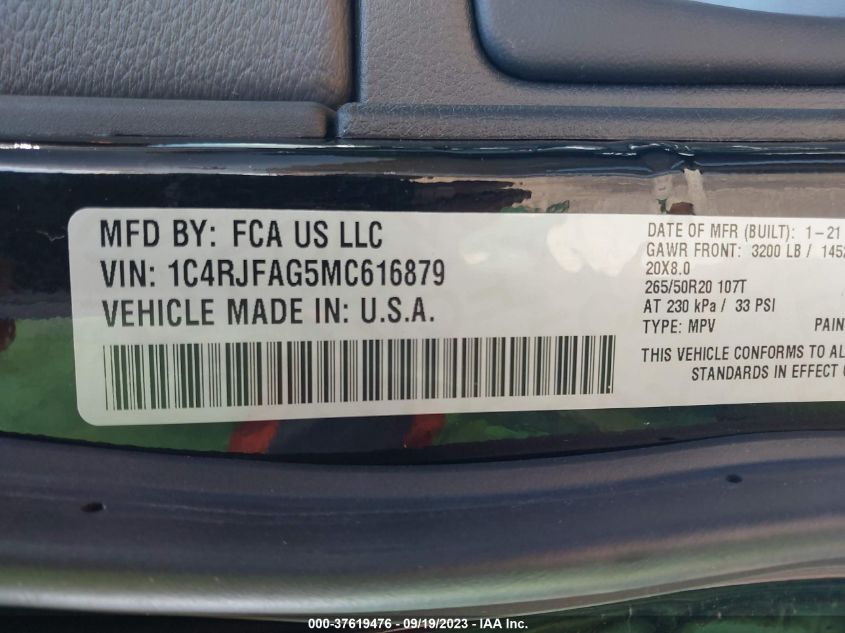 MFD BY: FCA US LLC
VIN: 1C4RJFAG5MC616879
VEHICLE MADE IN: U.S.A.
DATE OF MFR (BUILT): 1-21
GAWR FRONT: 3200 LB / 1452
20X8.0
265/50R20 107T
AT 230 kPa / 33 PSI
TYPE: MPV PAIN
THIS VEHICLE CONFORMS TO AL
STANDARDS IN EFFECT
000-37619476 - 09/19/2023 - © IAA Inc.